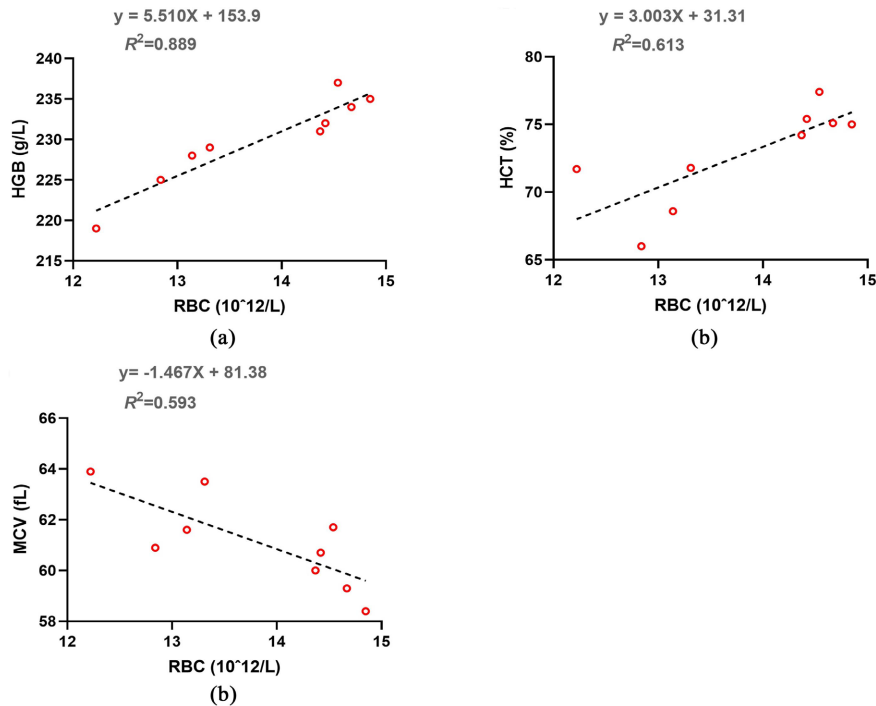 y = 5.510X + 153.9
R²=0.889
240
235
230
225
220
215
HGB (g/L)
12
13
14
15
RBC (10^12/L)
(a)
y = 3.003X + 31.31
R²=0.613
80
75
70
65
HCT (%)
12
13
14
15
RBC (10^12/L)
(b)
y= -1.467X + 81.38
R²=0.593
66
64
62
60
58
MCV (fL)
12
13
14
15
RBC (10^12/L)
(b)